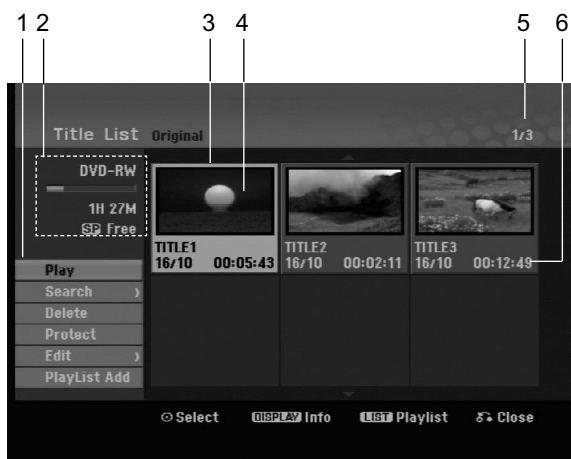 1 2 3 4 5 6
Title List Original 1/3
DVD-RW
1H 27M
SP Free
TITLE1 TITLE2 TITLE3
16/10 00:05:43 16/10 00:02:11 16/10 00:12:49
Play
Search
Delete
Protect
Edit
PlayList Add
Select DISPLAY Info LIST Playlist Close